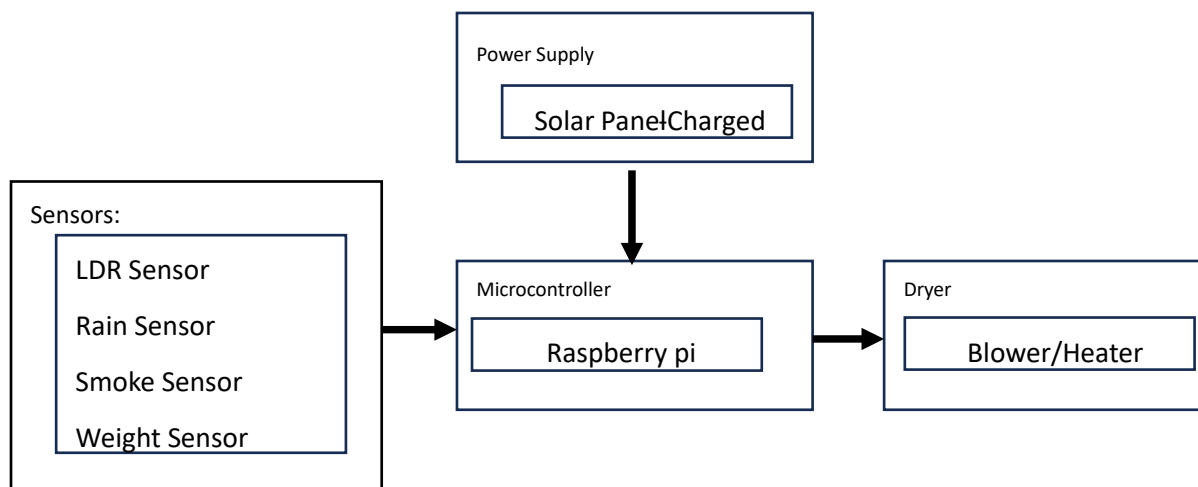 Power Supply
Solar Panel-Charged
Sensors:
LDR Sensor
Rain Sensor
Smoke Sensor
Weight Sensor
Microcontroller
Raspberry pi
Dryer
Blower/Heater